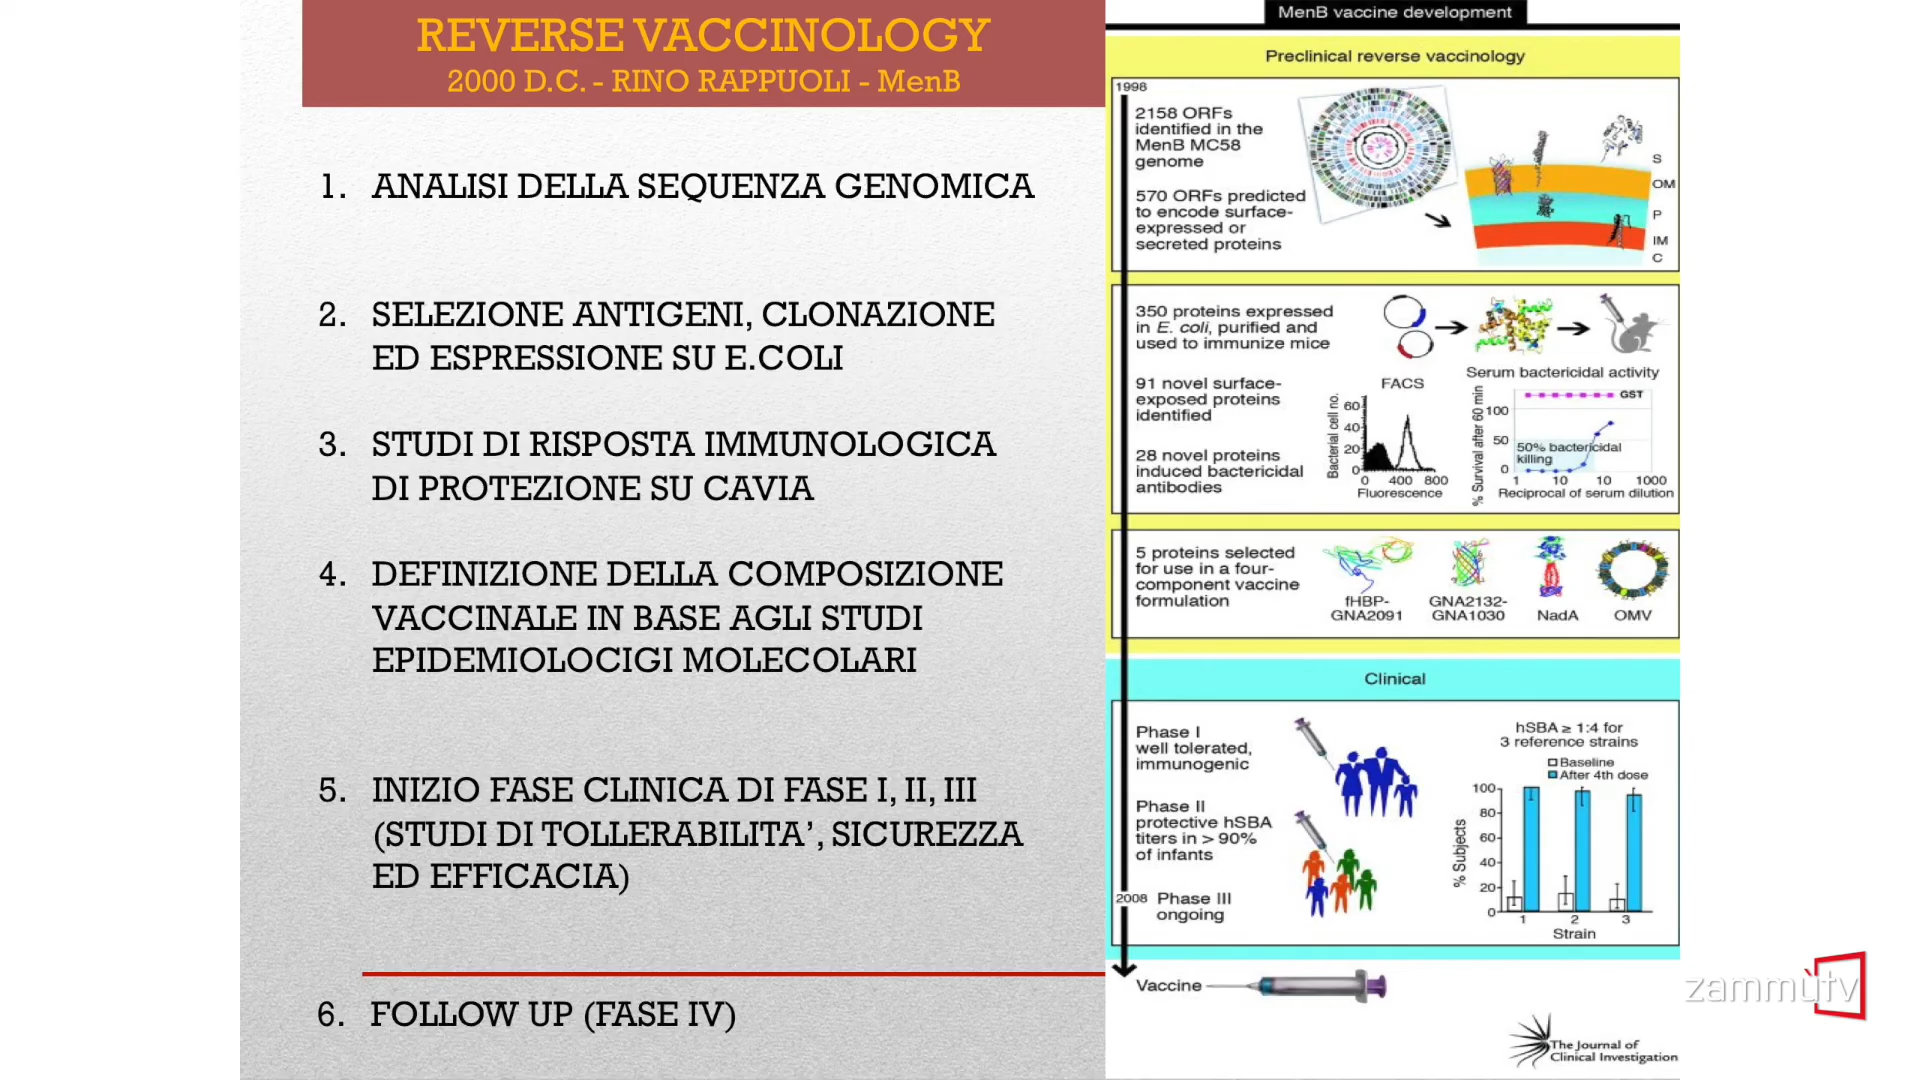 REVERSE VACCINOLOGY
2000 D.C. - RINO RAPPUOLI - MenB
1. ANALISI DELLA SEQUENZA GENOMICA
2. SELEZIONE ANTIGENI, CLONAZIONE
ED ESPRESSIONE SU E.COLI
3. STUDI DI RISPOSTA IMMUNOLOGICA
DI PROTEZIONE SU CAVIA
4. DEFINIZIONE DELLA COMPOSIZIONE
VACCINALE IN BASE AGLI STUDI
EPIDEMIOLOCIGI MOLECOLARI
5. INIZIO FASE CLINICA DI FASE I, II, III
(STUDI DI TOLLERABILITA’, SICUREZZA
ED EFFICACIA)
6. FOLLOW UP (FASE IV)
MenB vaccine development
Preclinical reverse vaccinology
1998
2158 ORFs
identified in the
MenB MC58
genome
570 ORFs predicted
to encode surface-
expressed or
secreted proteins
S
OM
P
IM
C
350 proteins expressed
in E. coli, purified and
used to immunize mice
91 novel surface-
exposed proteins
identified
28 novel proteins
induced bactericidal
antibodies
FACS
Bacterial cell no.
60
40
20
0
0 400 800
Fluorescence
Serum bactericidal activity
% Survival after 60 min
GST
100
50
0
50% bactericidal
killing
1 10 10 1000
Reciprocal of serum dilution
5 proteins selected
for use in a four-
component vaccine
formulation
fHBP-
GNA2091
GNA2132-
GNA1030
NadA
OMV
Clinical
Phase I
well tolerated,
immunogenic
Phase II
protective hSBA
titers in > 90%
of infants
2008
Phase III
ongoing
hSBA ≥ 1:4 for
3 reference strains
Baseline
After 4th dose
% Subjects
100
80
60
40
20
0
1 2 3
Strain
Vaccine
The Journal of
Clinical Investigation
zammùtv